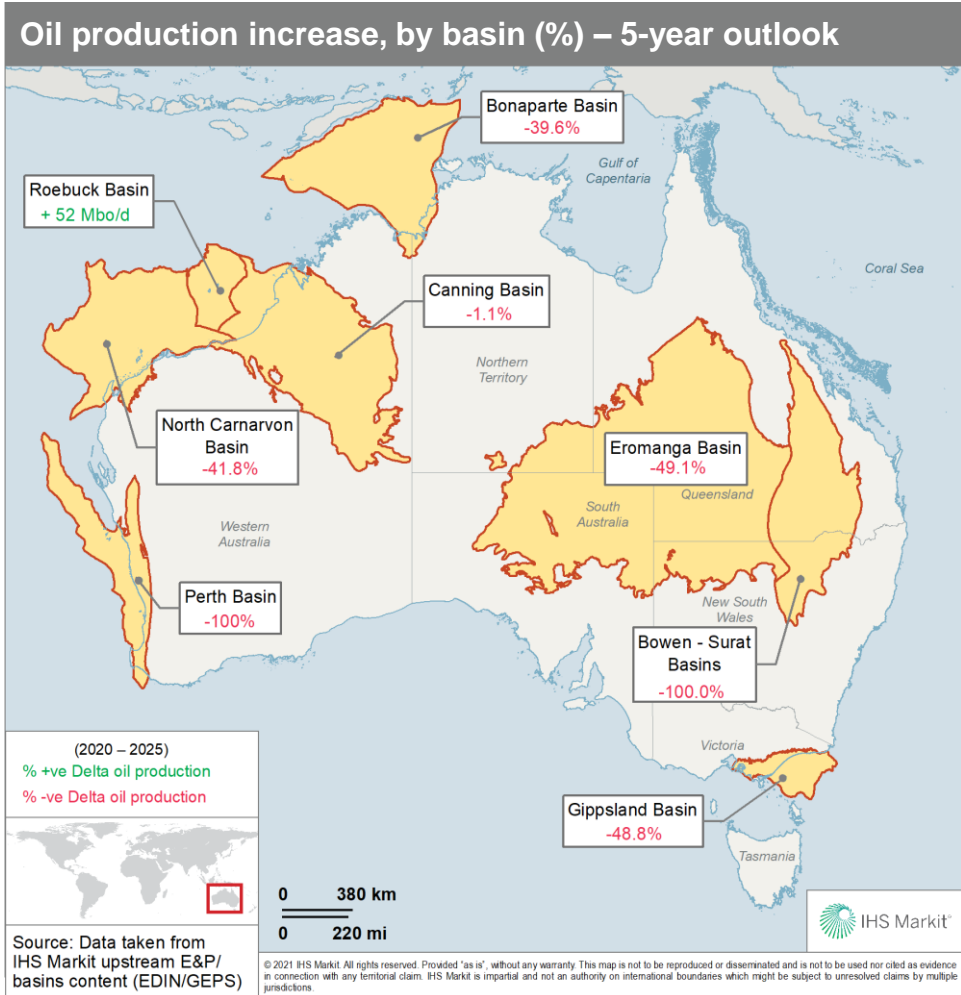 Oil production increase, by basin (%) – 5-year outlook
Bonaparte Basin
-39.6%
Gulf of
Capentaria
Roebuck Basin
+ 52 Mbo/d
Coral Sea
Canning Basin
-1.1%
Northern
Territory
North Carnarvon
Basin
-41.8%
Eromanga Basin
-49.1%
Queensland
South
Australia
Western
Australia
Perth Basin
-100%
New South
Wales
Bowen - Surat
Basins
-100.0%
(2020 – 2025)
% +ve Delta oil production
% -ve Delta oil production
Victoria
Gippsland Basin
-48.8%
Tasmania
0 380 km
0 220 mi
IHS Markit®
Source: Data taken from
IHS Markit upstream E&P/
basins content (EDIN/GEPS)
© 2021 IHS Markit. All rights reserved. Provided "as is", without any warranty. This map is not to be reproduced or disseminated and is not to be used nor cited as evidence
in connection with any territorial claim. IHS Markit is impartial and not an authority on international boundaries which might be subject to unresolved claims by multiple
jurisdictions.